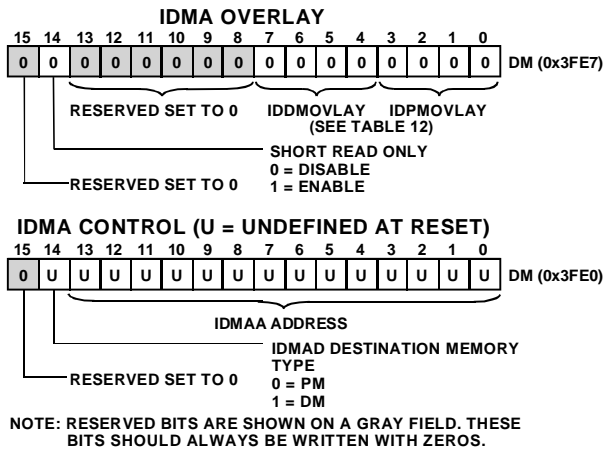 IDMA OVERLAY
15 14 13 12 11 10 9 8 7 6 5 4 3 2 1 0
0 0 0 0 0 0 0 0 0 0 0 0 0 0 0 0 DM (0x3FE7)
RESERVED SET TO 0 IDDMOVLAY IDPMOVLAY
(SEE TABLE 12)
SHORT READ ONLY
0 = DISABLE
RESERVED SET TO 0 1 = ENABLE
IDMA CONTROL (U = UNDEFINED AT RESET)
15 14 13 12 11 10 9 8 7 6 5 4 3 2 1 0
0 U U U U U U U U U U U U U U U DM (0x3FE0)
IDMAA ADDRESS
IDMAD DESTINATION MEMORY
TYPE
RESERVED SET TO 0 0 = PM
1 = DM
NOTE: RESERVED BITS ARE SHOWN ON A GRAY FIELD. THESE
BITS SHOULD ALWAYS BE WRITTEN WITH ZEROS.